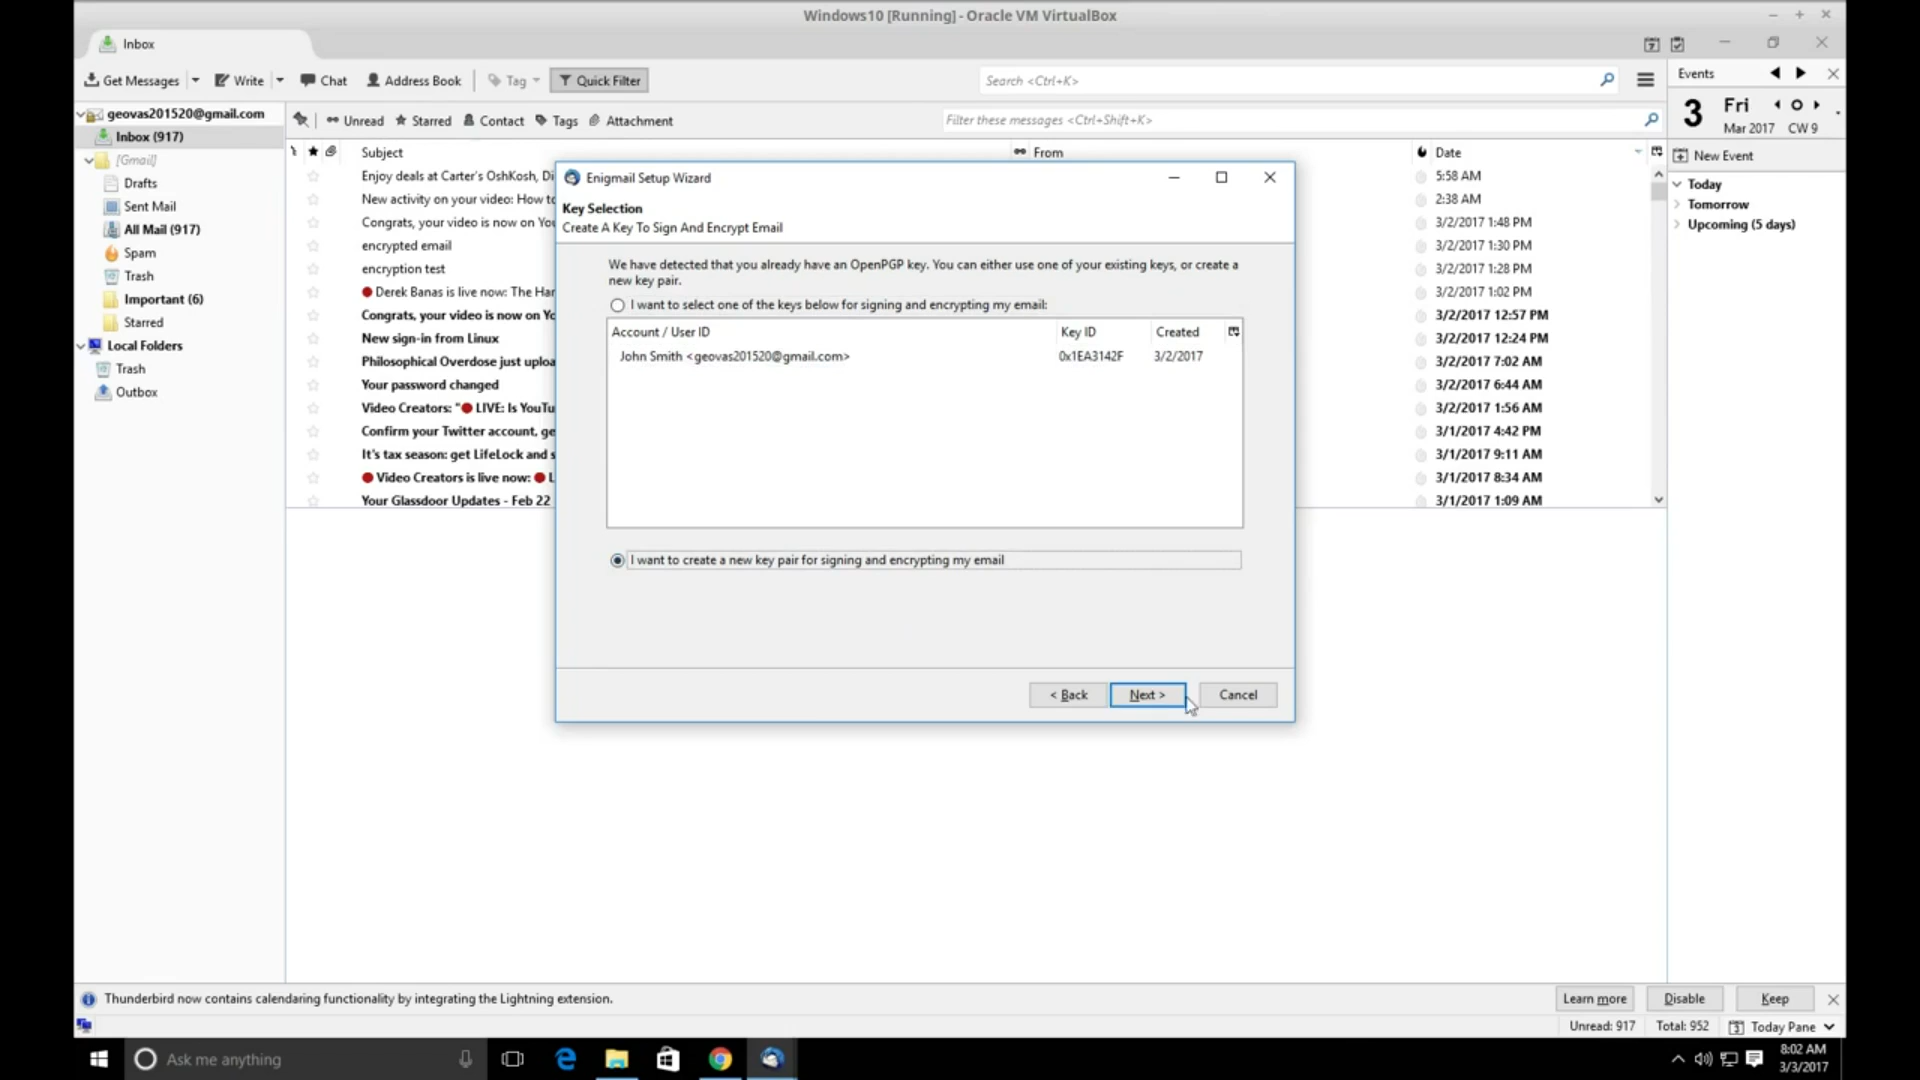 Windows10 [Running] - Oracle VM VirtualBox
Inbox
Get Messages
Write
Chat
Address Book
Tag
Quick Filter
Search <Ctrl+K>
Events
geovas201520@gmail.com
Inbox (917)
[Gmail]
Drafts
Sent Mail
All Mail (917)
Spam
Trash
Important (6)
Starred
Local Folders
Trash
Outbox
Unread
Starred
Contact
Tags
Attachment
Filter these messages <Ctrl+Shift+K>
Subject
From
Date
Enjoy deals at Carter's OshKosh, Di
5:58 AM
New activity on your video: How to
2:38 AM
Congrats, your video is now on Yo
3/2/2017 1:48 PM
encrypted email
3/2/2017 1:30 PM
encryption test
3/2/2017 1:28 PM
Derek Banas is live now: The Har
3/2/2017 1:02 PM
Congrats, your video is now on Yo
3/2/2017 12:57 PM
New sign-in from Linux
3/2/2017 12:24 PM
Philosophical Overdose just uploa
3/2/2017 7:02 AM
Your password changed
3/2/2017 6:44 AM
Video Creators: "🔴 LIVE: Is YouTu
3/2/2017 1:56 AM
Confirm your Twitter account, ge
3/1/2017 4:42 PM
It's tax season: get LifeLock and s
3/1/2017 9:11 AM
Video Creators is live now: 🔴 L
3/1/2017 8:34 AM
Your Glassdoor Updates - Feb 22
3/1/2017 1:09 AM
Enigmail Setup Wizard
Key Selection
Create A Key To Sign And Encrypt Email
We have detected that you already have an OpenPGP key. You can either use one of your existing keys, or create a
new key pair.
I want to select one of the keys below for signing and encrypting my email:
Account / User ID
Key ID
Created
John Smith <geovas201520@gmail.com>
0x1EA3142F
3/2/2017
I want to create a new key pair for signing and encrypting my email
< Back
Next >
Cancel
3
Fri
Mar 2017
CW 9
New Event
Today
Tomorrow
Upcoming (5 days)
Thunderbird now contains calendaring functionality by integrating the Lightning extension.
Learn more
Disable
Keep
Unread: 917
Total: 952
Today Pane
Ask me anything
8:02 AM
3/3/2017